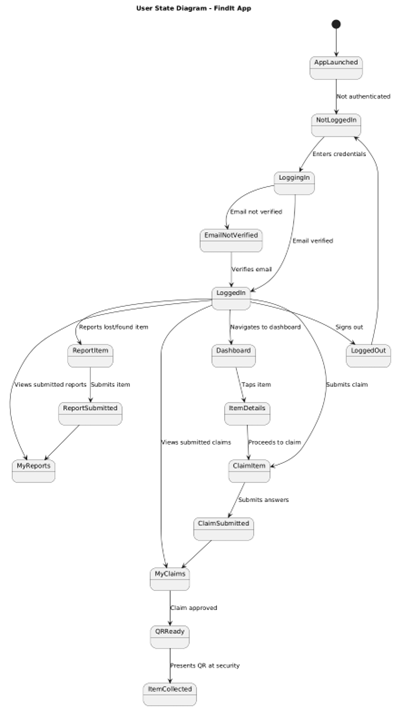 User State Diagram - FindIt App
AppLaunched
Not authenticated
NotLoggedIn
Enters credentials
LoggingIn
Email not verified
EmailNotVerified
Email verified
Verifies email
LoggedIn
Reports lost/found item
Navigates to dashboard
Signs out
ReportItem
Dashboard
LoggedOut
Views submitted reports
Submits item
Taps item
Submits claim
ReportSubmitted
ItemDetails
Views submitted claims
Proceeds to claim
MyReports
ClaimItem
Submits answers
ClaimSubmitted
MyClaims
Claim approved
QRReady
Presents QR at security
ItemCollected